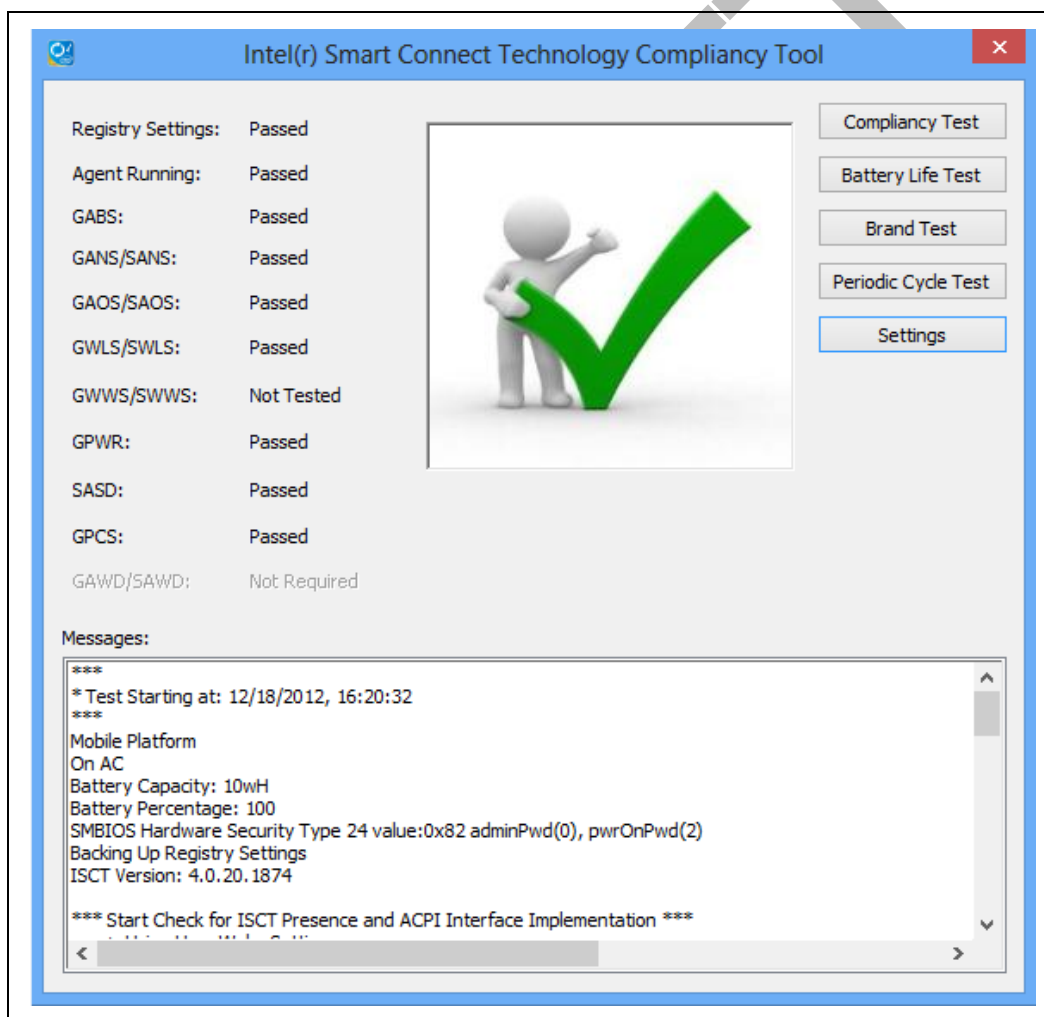 Intel(r) Smart Connect Technology Compliancy Tool
Registry Settings: Passed
Agent Running: Passed
GABS: Passed
GANS/SANS: Passed
GAOS/SAOS: Passed
GWLS/SWLS: Passed
GWWS/SWWS: Not Tested
GPWR: Passed
SASD: Passed
GPCS: Passed
GAWD/SAWD: Not Required
Compliancy Test
Battery Life Test
Brand Test
Periodic Cycle Test
Settings
Messages:
***
* Test Starting at: 12/18/2012, 16:20:32
***
Mobile Platform
On AC
Battery Capacity: 10wH
Battery Percentage: 100
SMBIOS Hardware Security Type 24 value:0x82 adminPwd(0), pwrOnPwd(2)
Backing Up Registry Settings
ISCT Version: 4.0.20.1874
*** Start Check for ISCT Presence and ACPI Interface Implementation ***